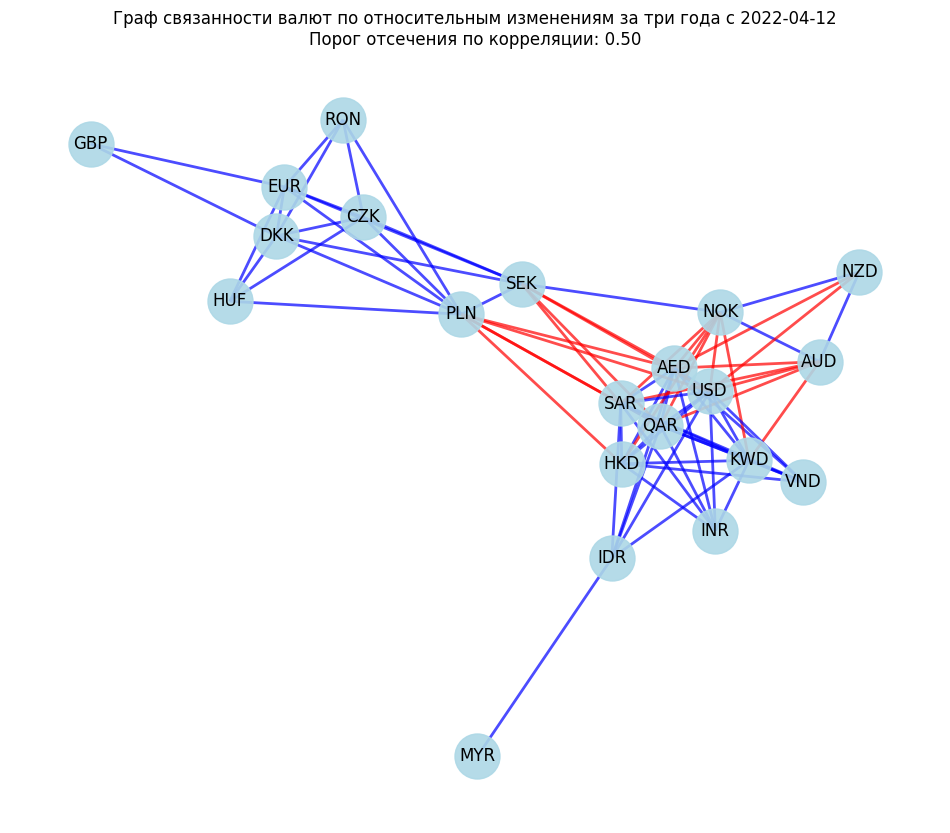 Граф связанности валют по относительным изменениям за три года с 2022-04-12
Порог отсечения по корреляции: 0.50
RON
GBP
EUR
CZK
DKK
NZD
SEK
HUF
NOK
PLN
AUD
AED
USD
SAR
QAR
KWD
HKD
VND
INR
IDR
MYR